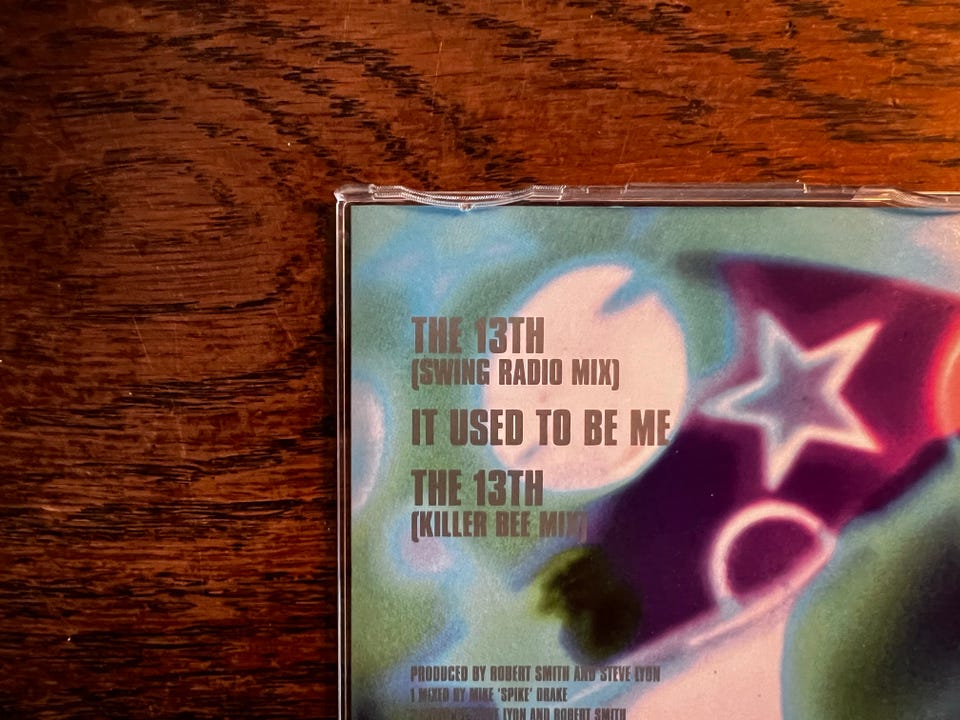 THE 13TH
(SWING RADIO MIX)
IT USED TO BE ME
THE 13TH
(KILLER BEE MIX)
PRODUCED BY ROBERT SMITH AND STEVE LYON
1 MIXED BY MIKE 'SPIKE' DRAKE
LYON AND ROBERT SMITH